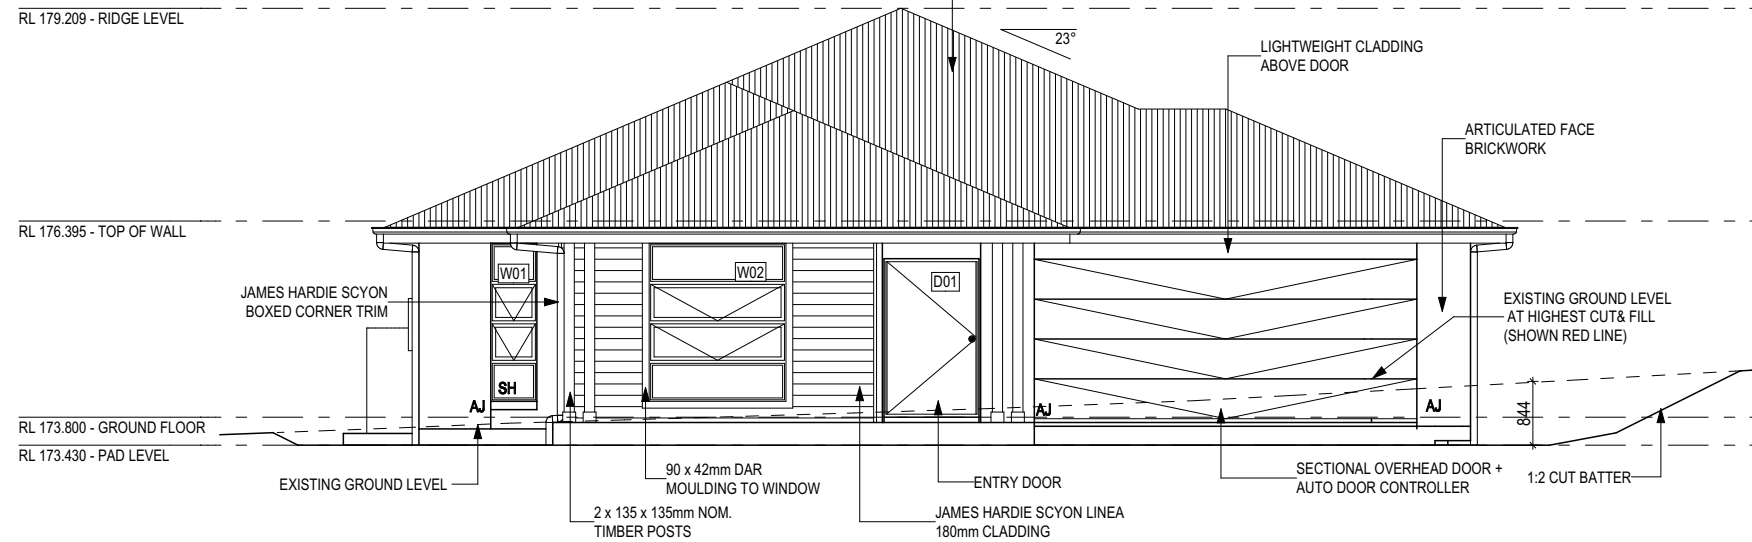 RL 179.209 - RIDGE LEVEL
23°
LIGHTWEIGHT CLADDING
ABOVE DOOR
ARTICULATED FACE
BRICKWORK
RL 176.395 - TOP OF WALL
W01
W02
D01
JAMES HARDIE SCYON
BOXED CORNER TRIM
EXISTING GROUND LEVEL
AT HIGHEST CUT& FILL
(SHOWN RED LINE)
SH
AJ
AJ
AJ
844
RL 173.800 - GROUND FLOOR
RL 173.430 - PAD LEVEL
EXISTING GROUND LEVEL
90 x 42mm DAR
MOULDING TO WINDOW
ENTRY DOOR
SECTIONAL OVERHEAD DOOR +
AUTO DOOR CONTROLLER
1:2 CUT BATTER
2 x 135 x 135mm NOM.
TIMBER POSTS
JAMES HARDIE SCYON LINEA
180mm CLADDING